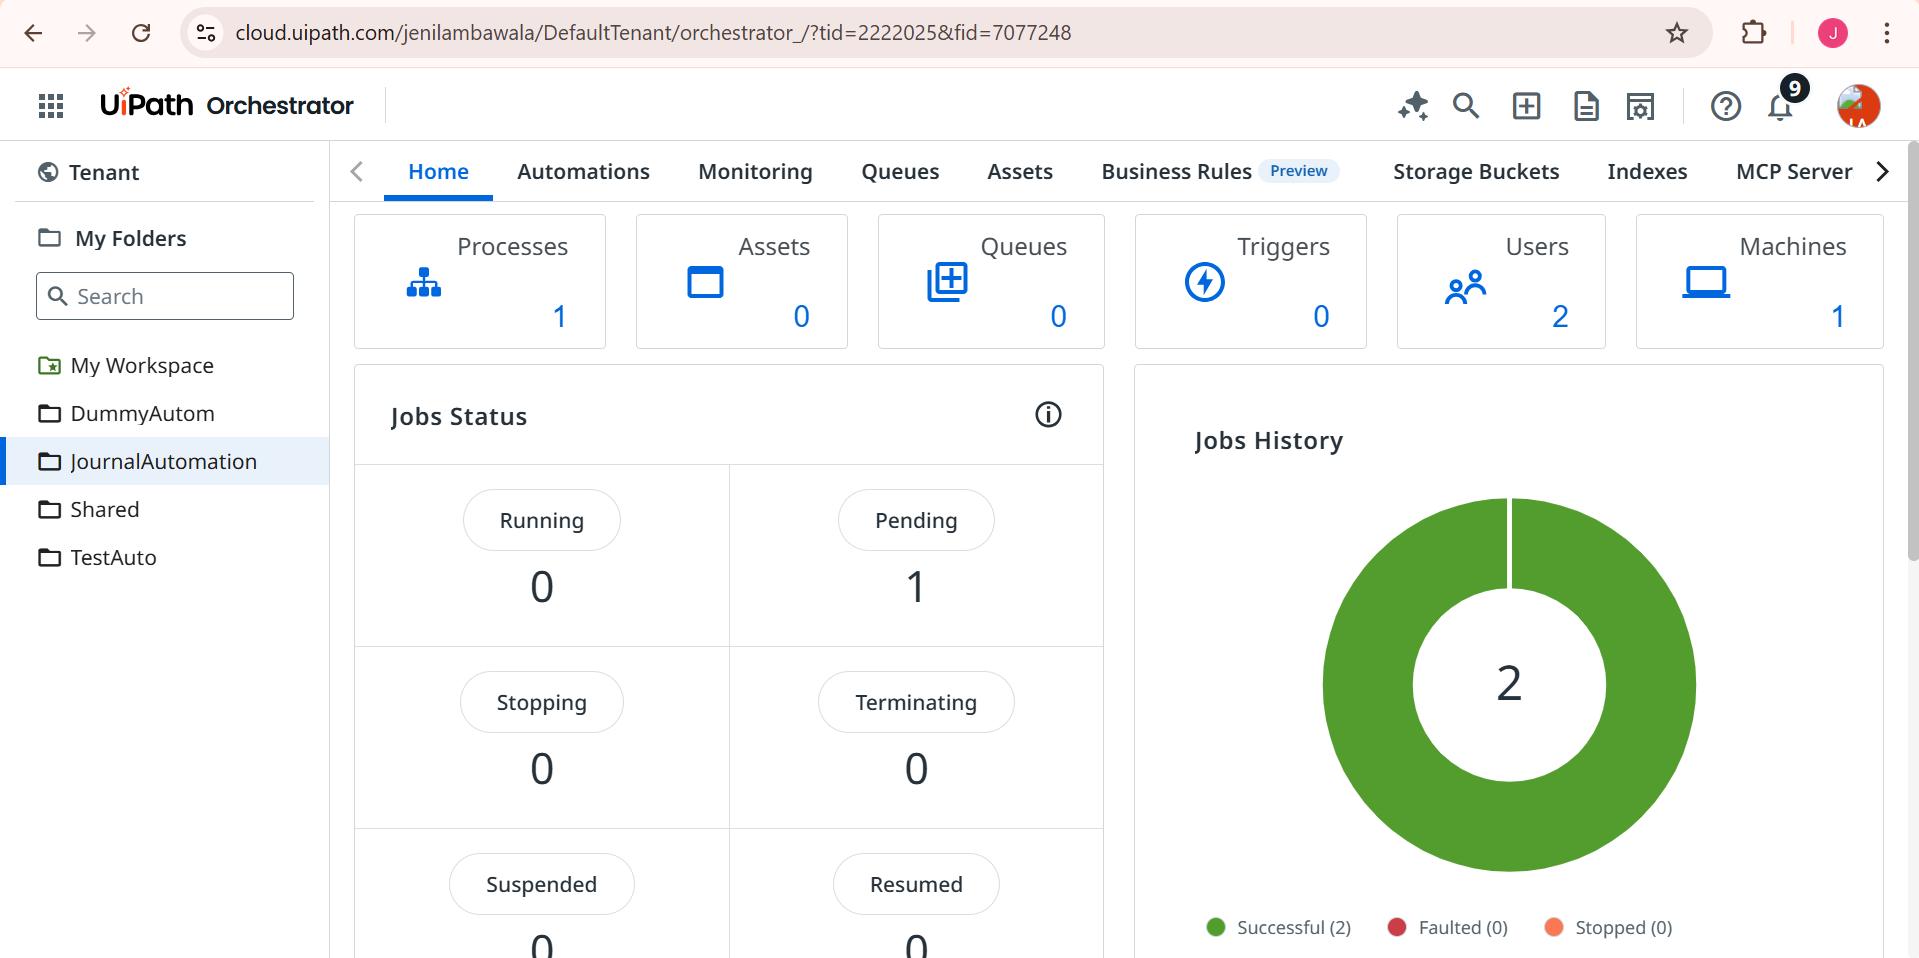 cloud.uipath.com/jenilambawala/DefaultTenant/orchestrator_/?tid=2222025&fid=7077248
J
UiPath Orchestrator
9
Tenant
Home Automations Monitoring Queues Assets Business Rules Preview Storage Buckets Indexes MCP Server
My Folders
Search
My Workspace
DummyAutom
JournalAutomation
Shared
TestAuto
Processes
1
Assets
0
Queues
0
Triggers
0
Users
2
Machines
1
Jobs Status
Running
0
Pending
1
Stopping
0
Terminating
0
Suspended
0
Resumed
0
Jobs History
2
Successful (2) Faulted (0) Stopped (0)